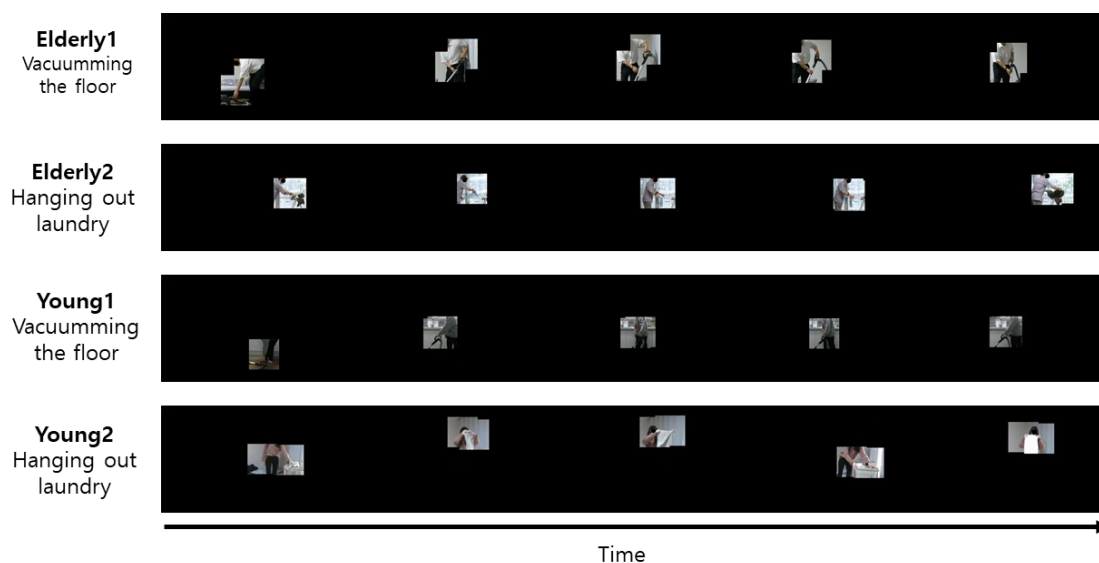 Elderly1
Vacuumming
the floor
Elderly2
Hanging out
laundry
Young1
Vacuumming
the floor
Young2
Hanging out
laundry
Time